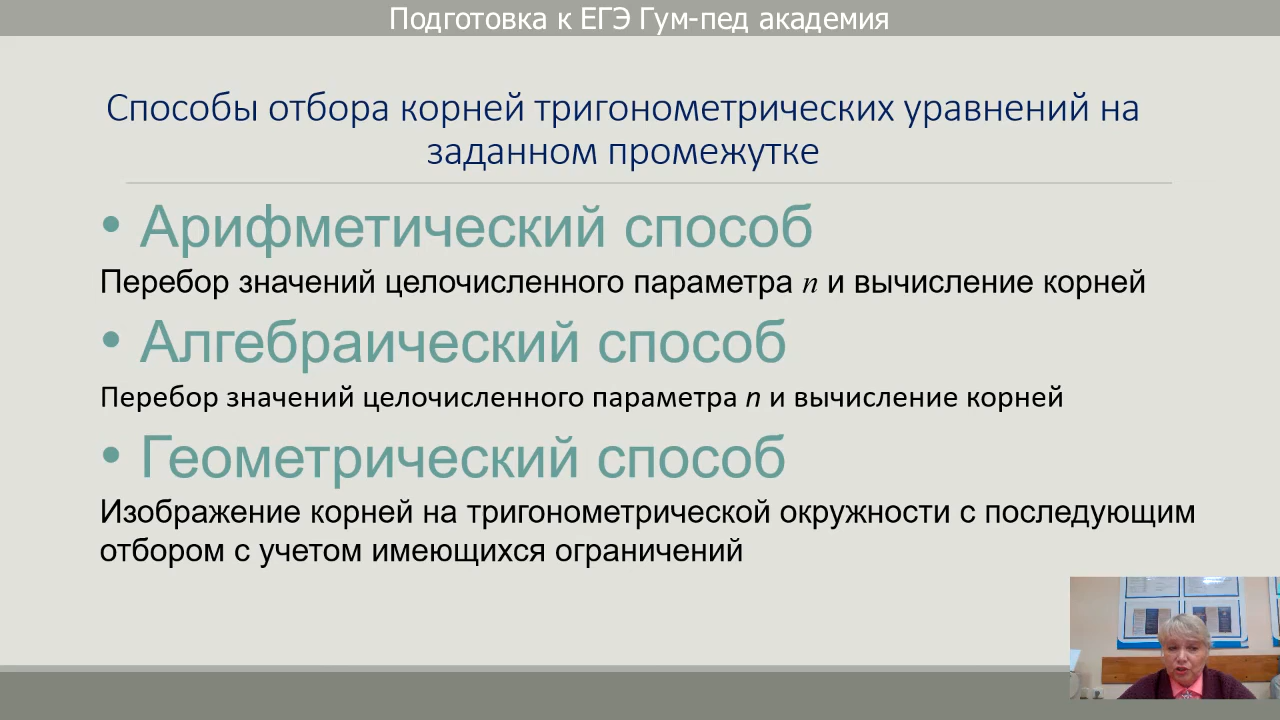 Подготовка к ЕГЭ Гум-пед академия
Способы отбора корней тригонометрических уравнений на
заданном промежутке
• Арифметический способ
Перебор значений целочисленного параметра n и вычисление корней
• Алгебраический способ
Перебор значений целочисленного параметра n и вычисление корней
• Геометрический способ
Изображение корней на тригонометрической окружности с последующим
отбором с учетом имеющихся ограничений